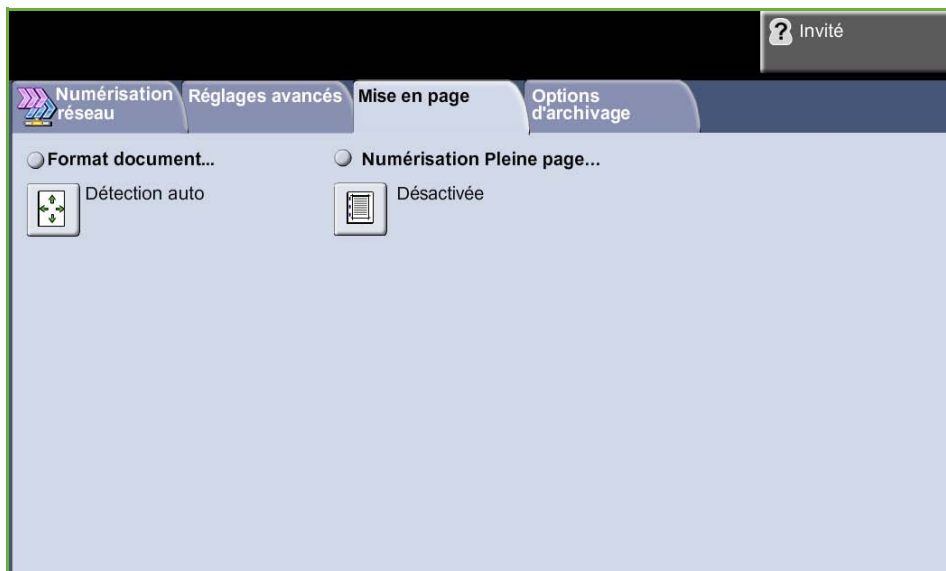 Invité
Numérisation réseau
Réglages avancés
Mise en page
Options d'archivage
Format document...
Numérisation Pleine page...
Détection auto
Désactivée